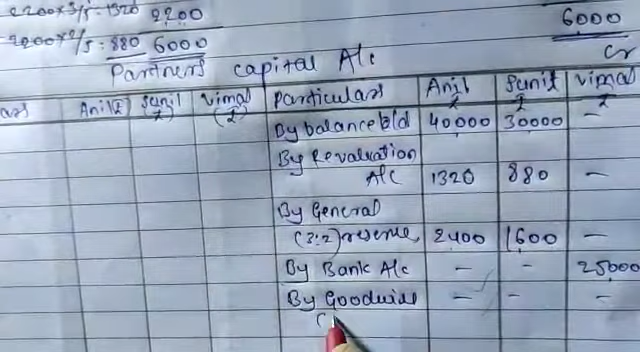 2200×3/5=1320 2200
2200×2/5=880 6000 6000
Partners capital A/c Cr
Anil Sunil Vimal Particulars Anil Sunil Vimal
By balance b/d 40000 30000 -
By Revaluation
A/c 1320 880 -
By General
(3:2) reserve 2400 1600 -
By Bank A/c - - 25000
By Goodwill - - -
(